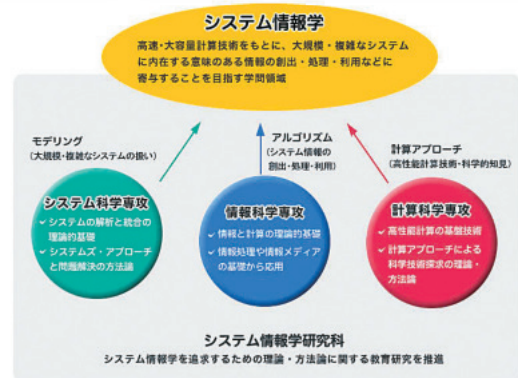 システム情報学
高速・大容量計算技術をもとに、大規模・複雑なシステム
に内在する意味のある情報の創出・処理・利用などに
寄与することを目指す学問領域
モデリング
(大規模・複雑なシステムの扱い)
アルゴリズム
(システム情報の
創出・処理・利用)
計算アプローチ
(高性能計算技術・科学的知見)
システム科学専攻
✓ システムの解析と統合の
理論的基礎
✓ システムズ・アプローチ
と問題解決の方法論
情報科学専攻
✓ 情報と計算の理論的基礎
✓ 情報処理や情報メディア
の基礎から応用
計算科学専攻
✓ 高性能計算の基盤技術
✓ 計算アプローチによる
科学技術探求の理論・
方法論
システム情報学研究科
システム情報学を追求するための理論・方法論に関する教育研究を推進